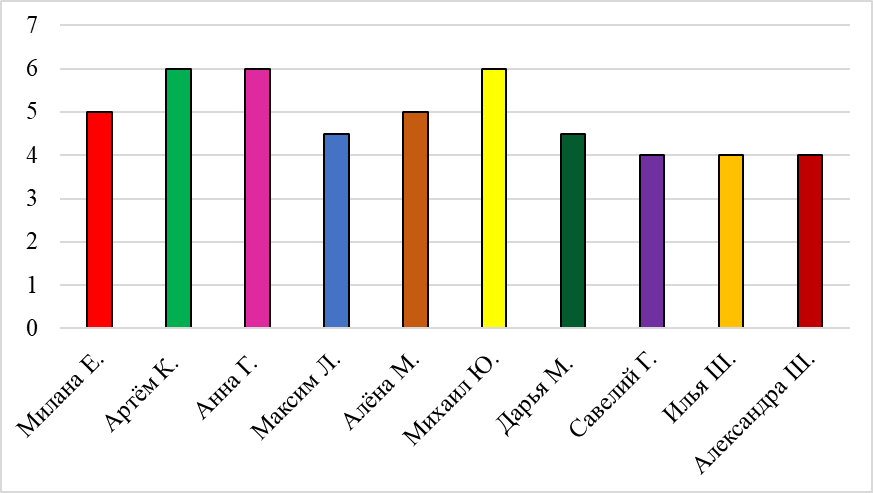 7
6
5
4
3
2
1
0
Милана Е.
Артём К.
Анна Г.
Максим Л.
Алёна М.
Михаил Ю.
Дарья М.
Савелий Г.
Илья Ш.
Александра Ш.